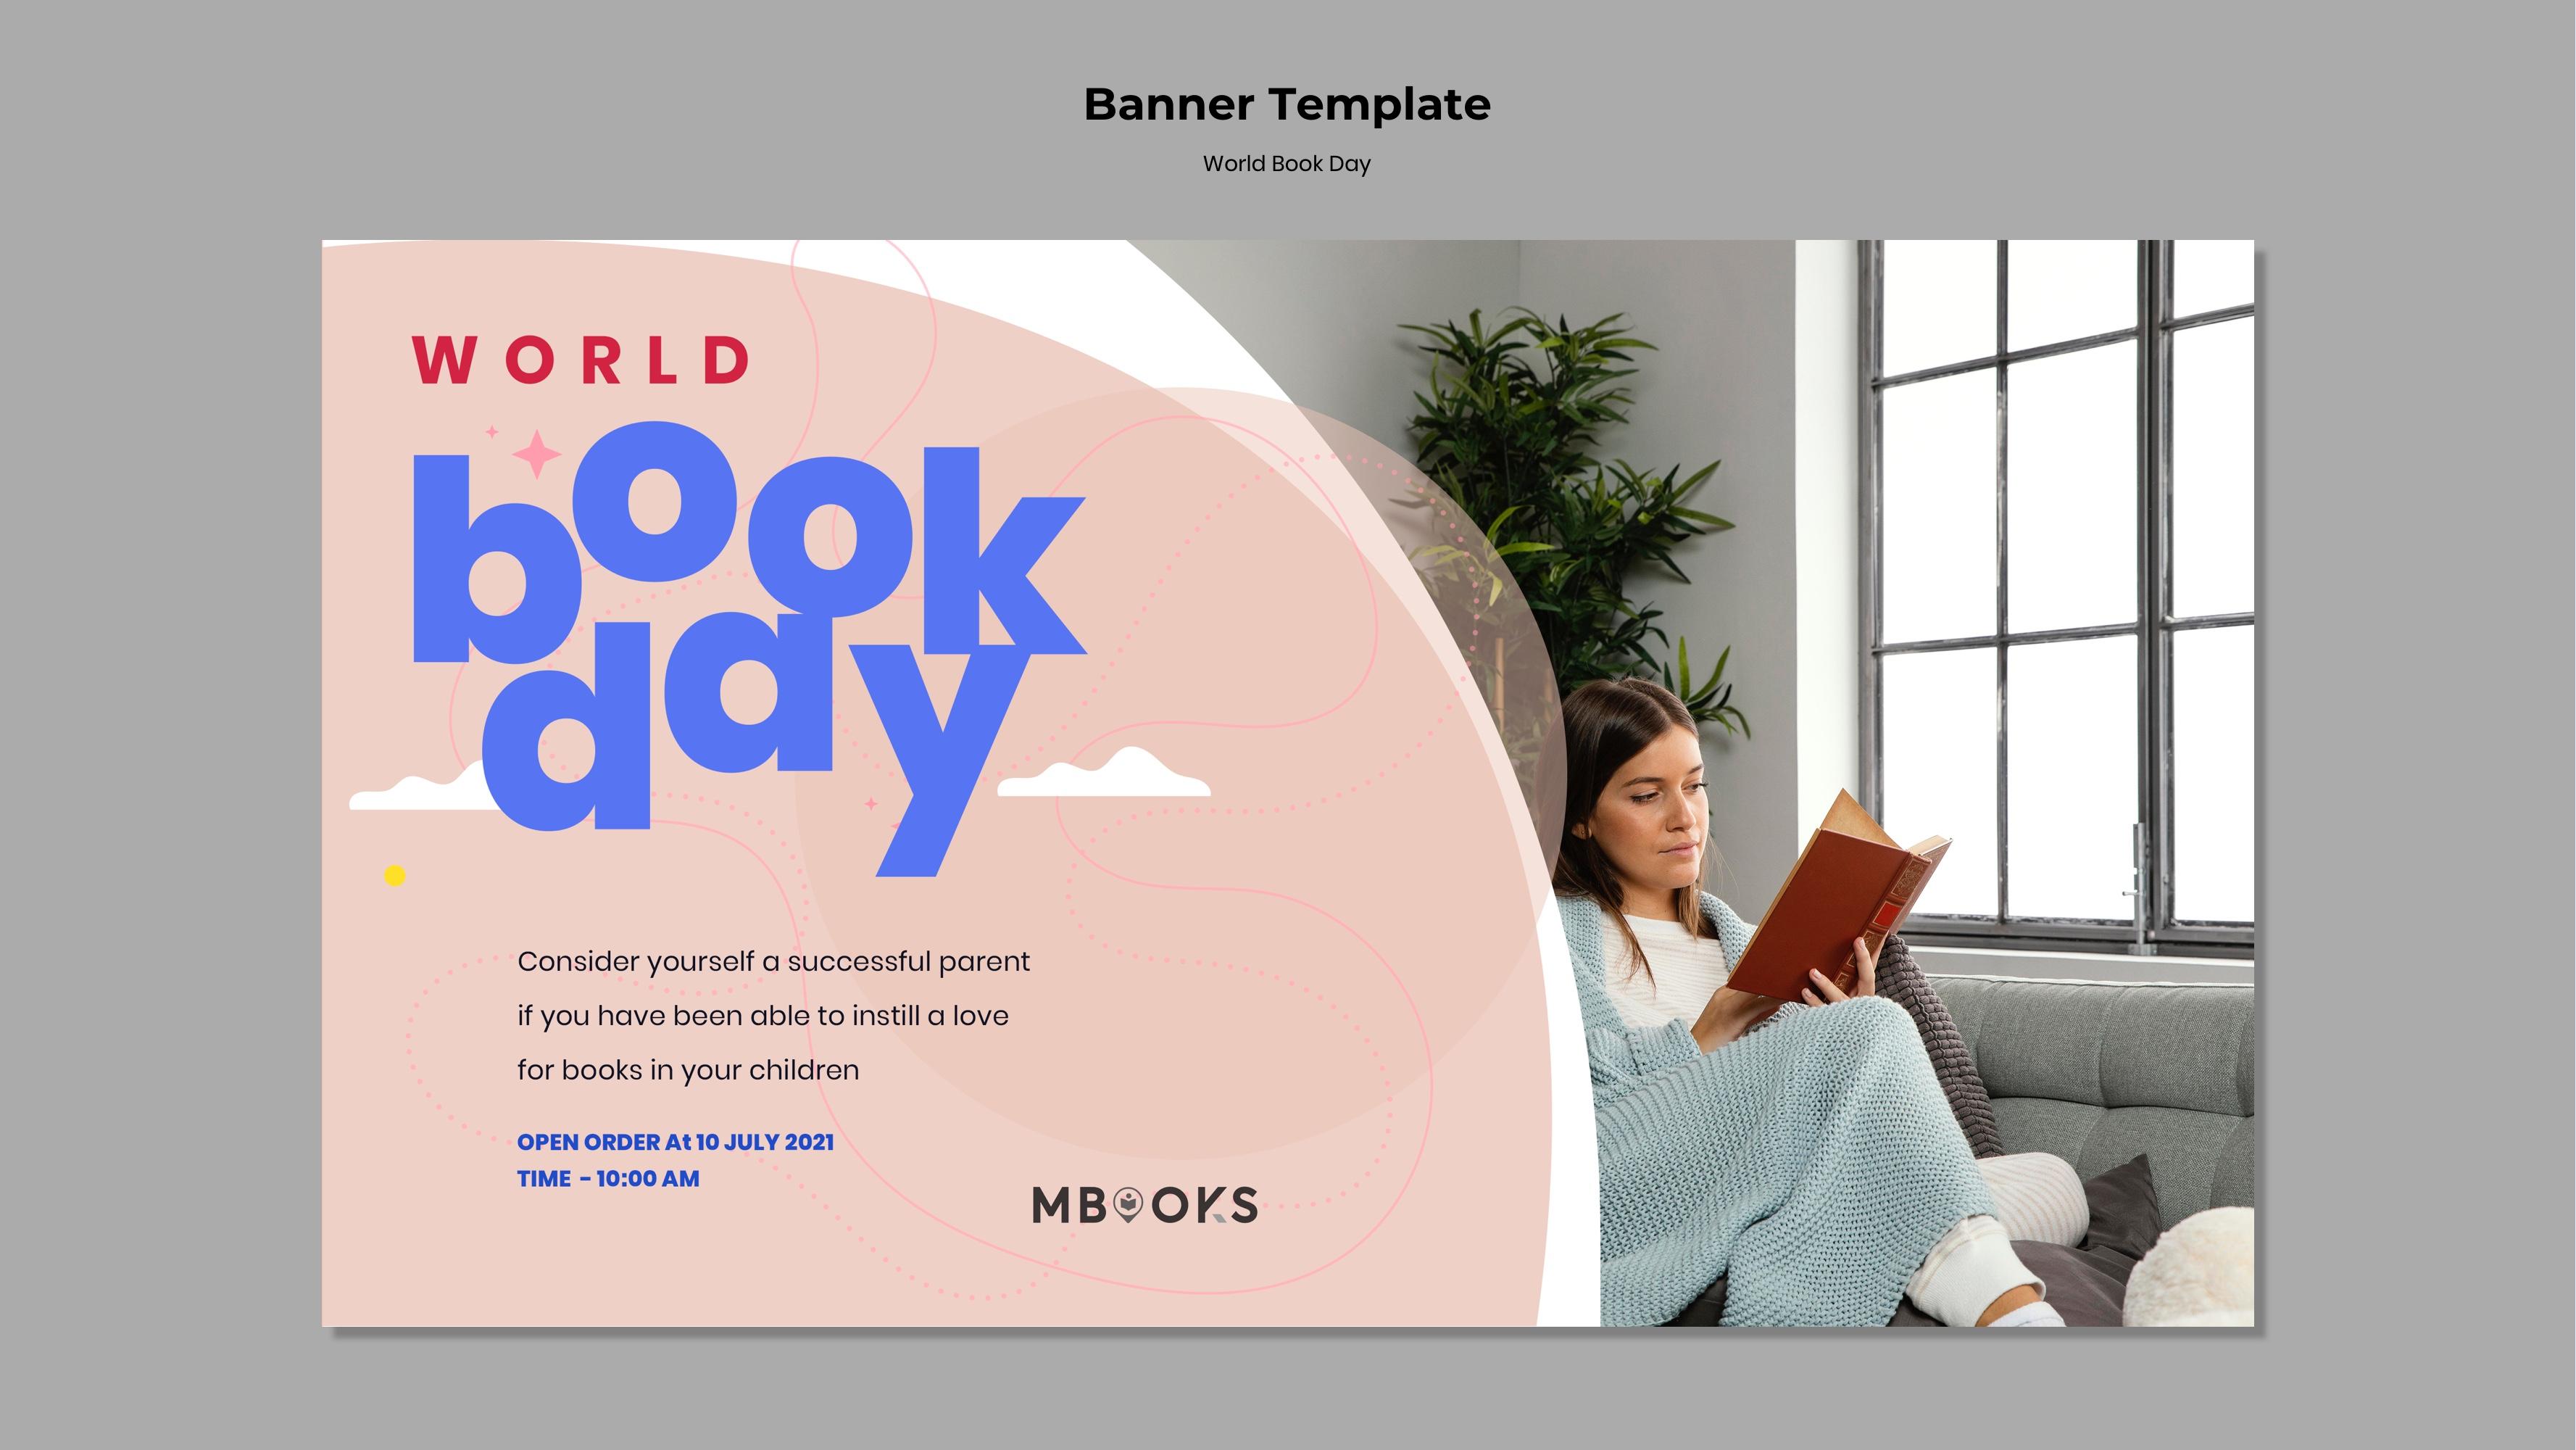 Banner Template
World Book Day
WORLD
book
day
Consider yourself a successful parent
if you have been able to instill a love
for books in your children
OPEN ORDER At 10 JULY 2021
TIME - 10:00 AM
MBOOKS